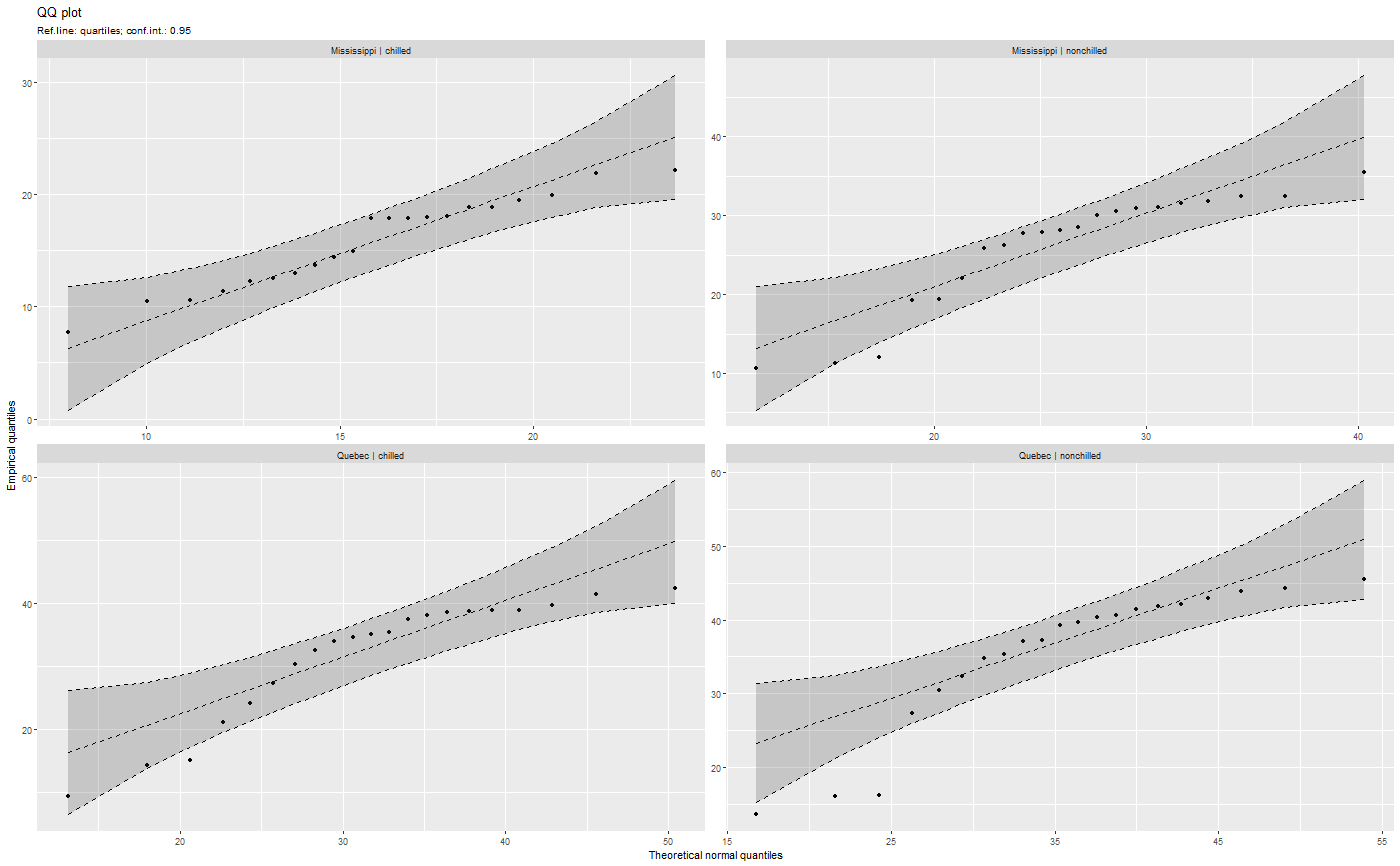 QQ plot
Ref.line: quartiles; conf.int.: 0.95
Mississippi | chilled
Mississippi | nonchilled
30
20
10
0
40
30
20
10
10 15 20
20 30 40
Quebec | chilled
Quebec | nonchilled
60
40
20
60
50
40
30
20
20 30 40 50
15 25 35 45 55
Empirical quantiles
Theoretical normal quantiles